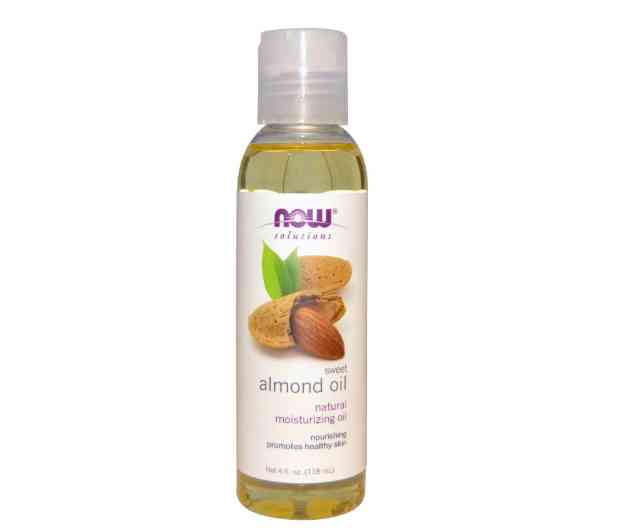 now®
solutions
sweet
almond oil
natural
moisturizing oil
nourishing
promotes healthy skin
Net 4 fl. oz. (118 mL)